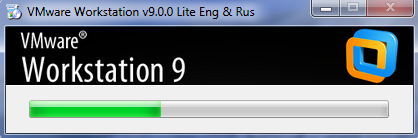 VMware Workstation v9.0.0 Lite Eng & Rus
VMware®
Workstation 9